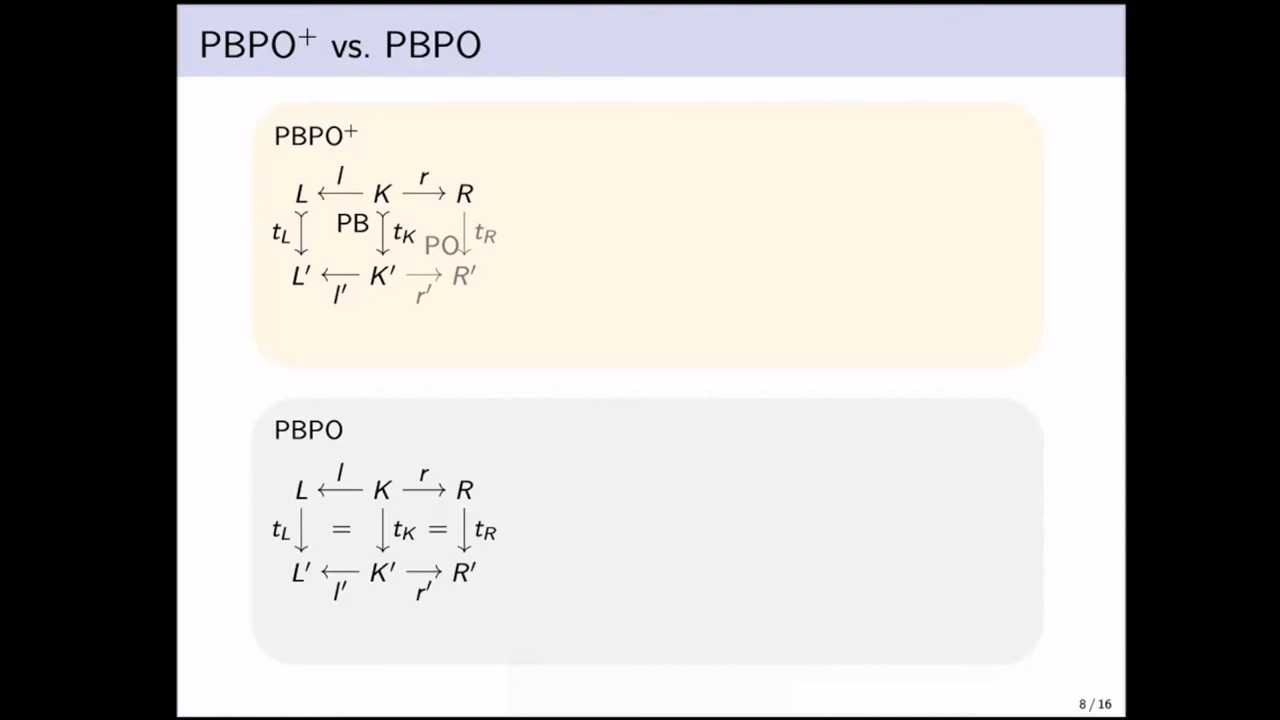 PBPO⁺ vs. PBPO
PBPO⁺
l r
L ← K → R
t_L PB t_K PO t_R
L′ ← K′ → R′
l′ r′
PBPO
l r
L ← K → R
t_L = t_K = t_R
L′ ← K′ → R′
l′ r′
8 / 16